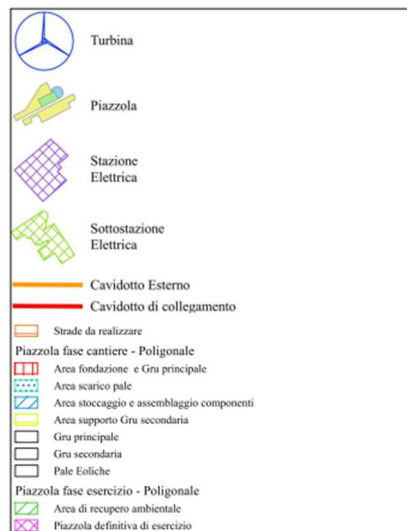 Turbina
Piazzola
Stazione
Elettrica
Sottostazione
Elettrica
Cavidotto Esterno
Cavidotto di collegamento
Strade da realizzare
Piazzola fase cantiere - Poligonale
Area fondazione e Gru principale
Area scarico pale
Area stoccaggio e assemblaggio componenti
Area supporto Gru secondaria
Gru principale
Gru secondaria
Pale Eoliche
Piazzola fase esercizio - Poligonale
Area di recupero ambientale
Piazzola definitiva di esercizio